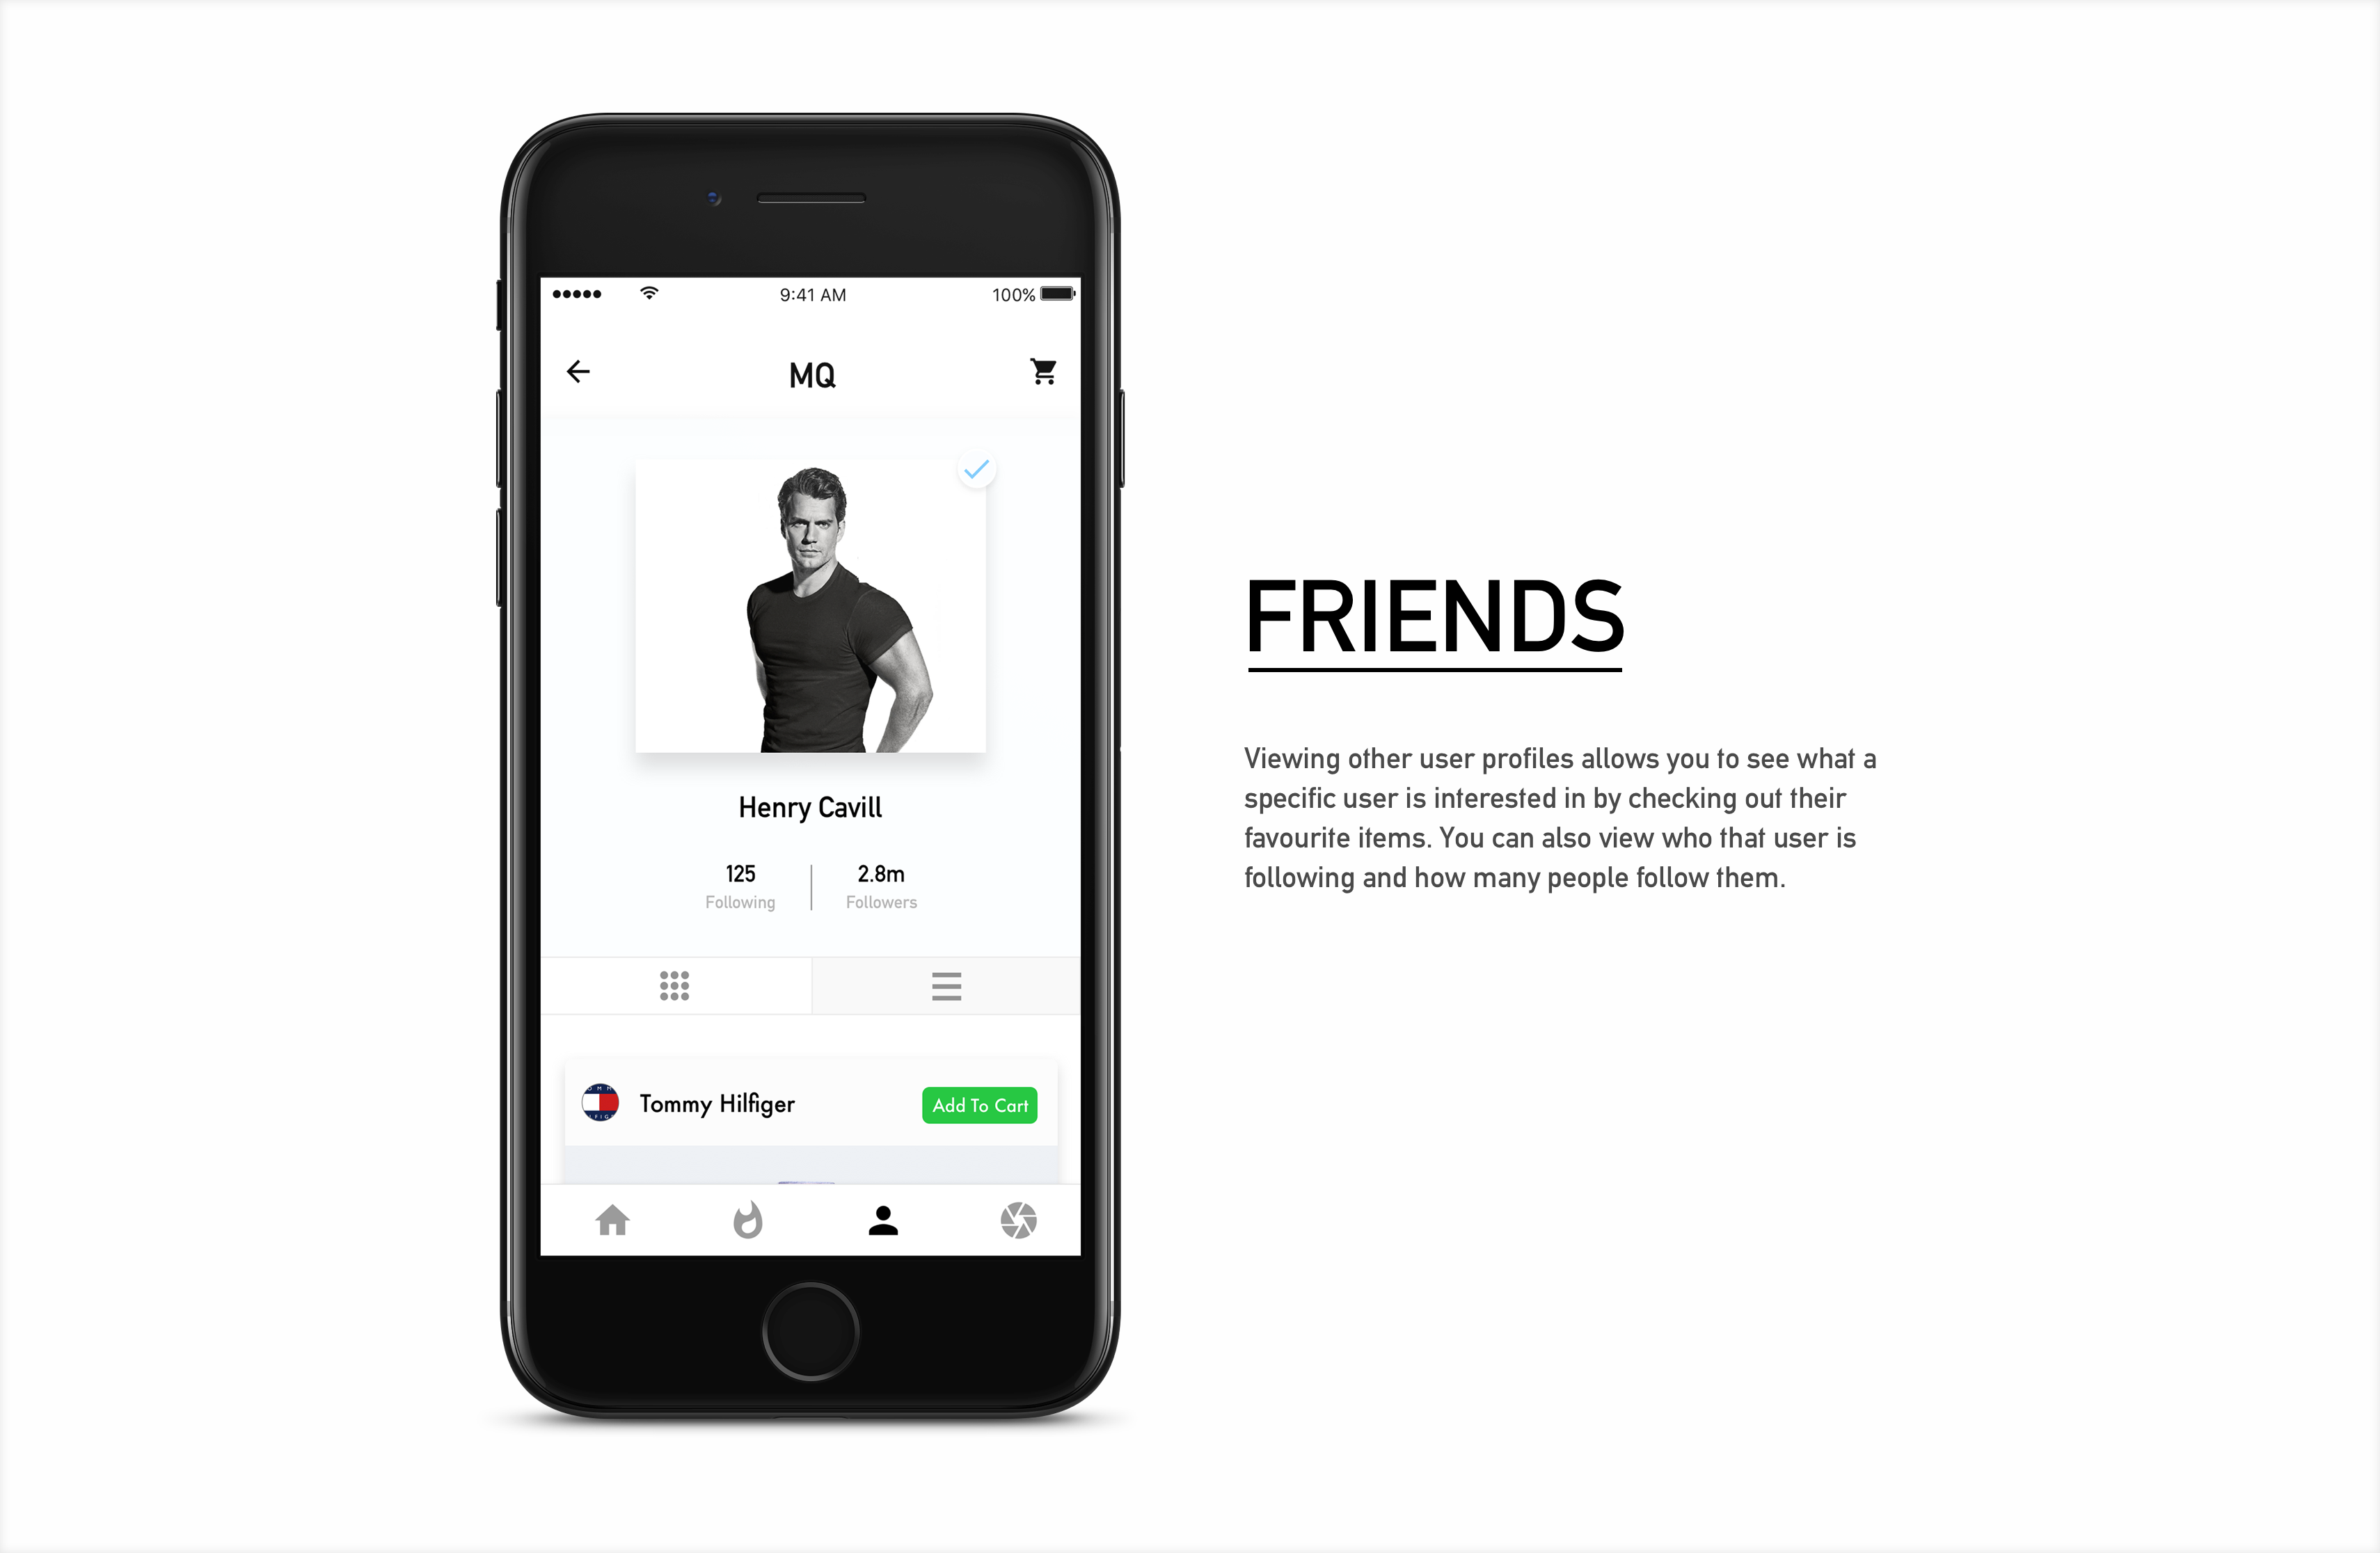 9:41 AM
100%
MQ
Henry Cavill
125
2.8m
Following
Followers
Tommy Hilfiger
Add To Cart
FRIENDS
Viewing other user profiles allows you to see what a
specific user is interested in by checking out their
favourite items. You can also view who that user is
following and how many people follow them.